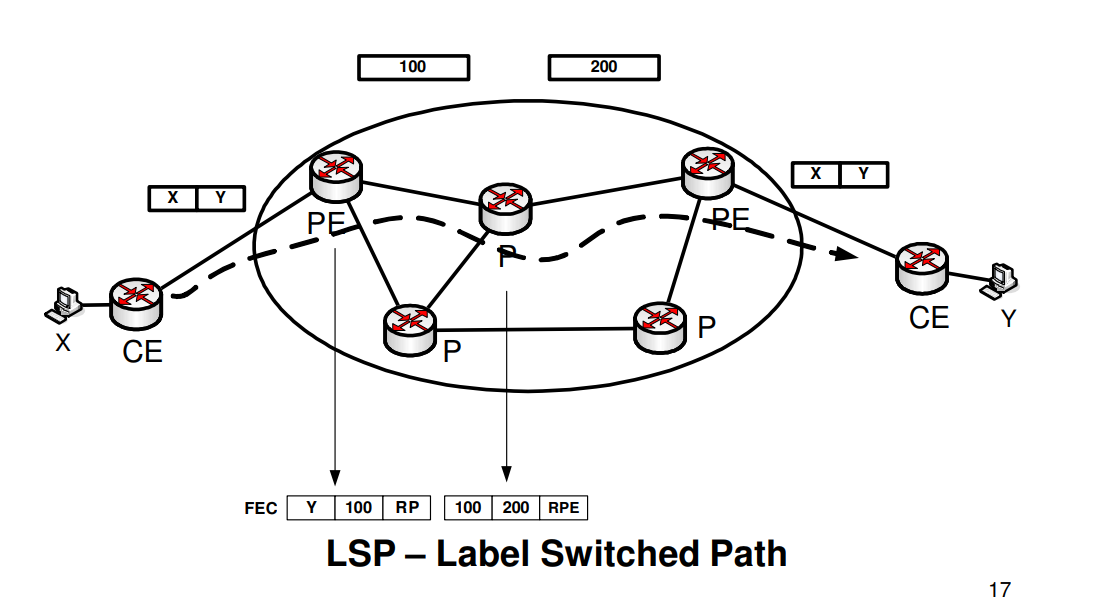 100 200
X Y
X Y
PE
PE
P
X
CE
P
P
CE
Y
FEC Y 100 RP 100 200 RPE
LSP – Label Switched Path
17